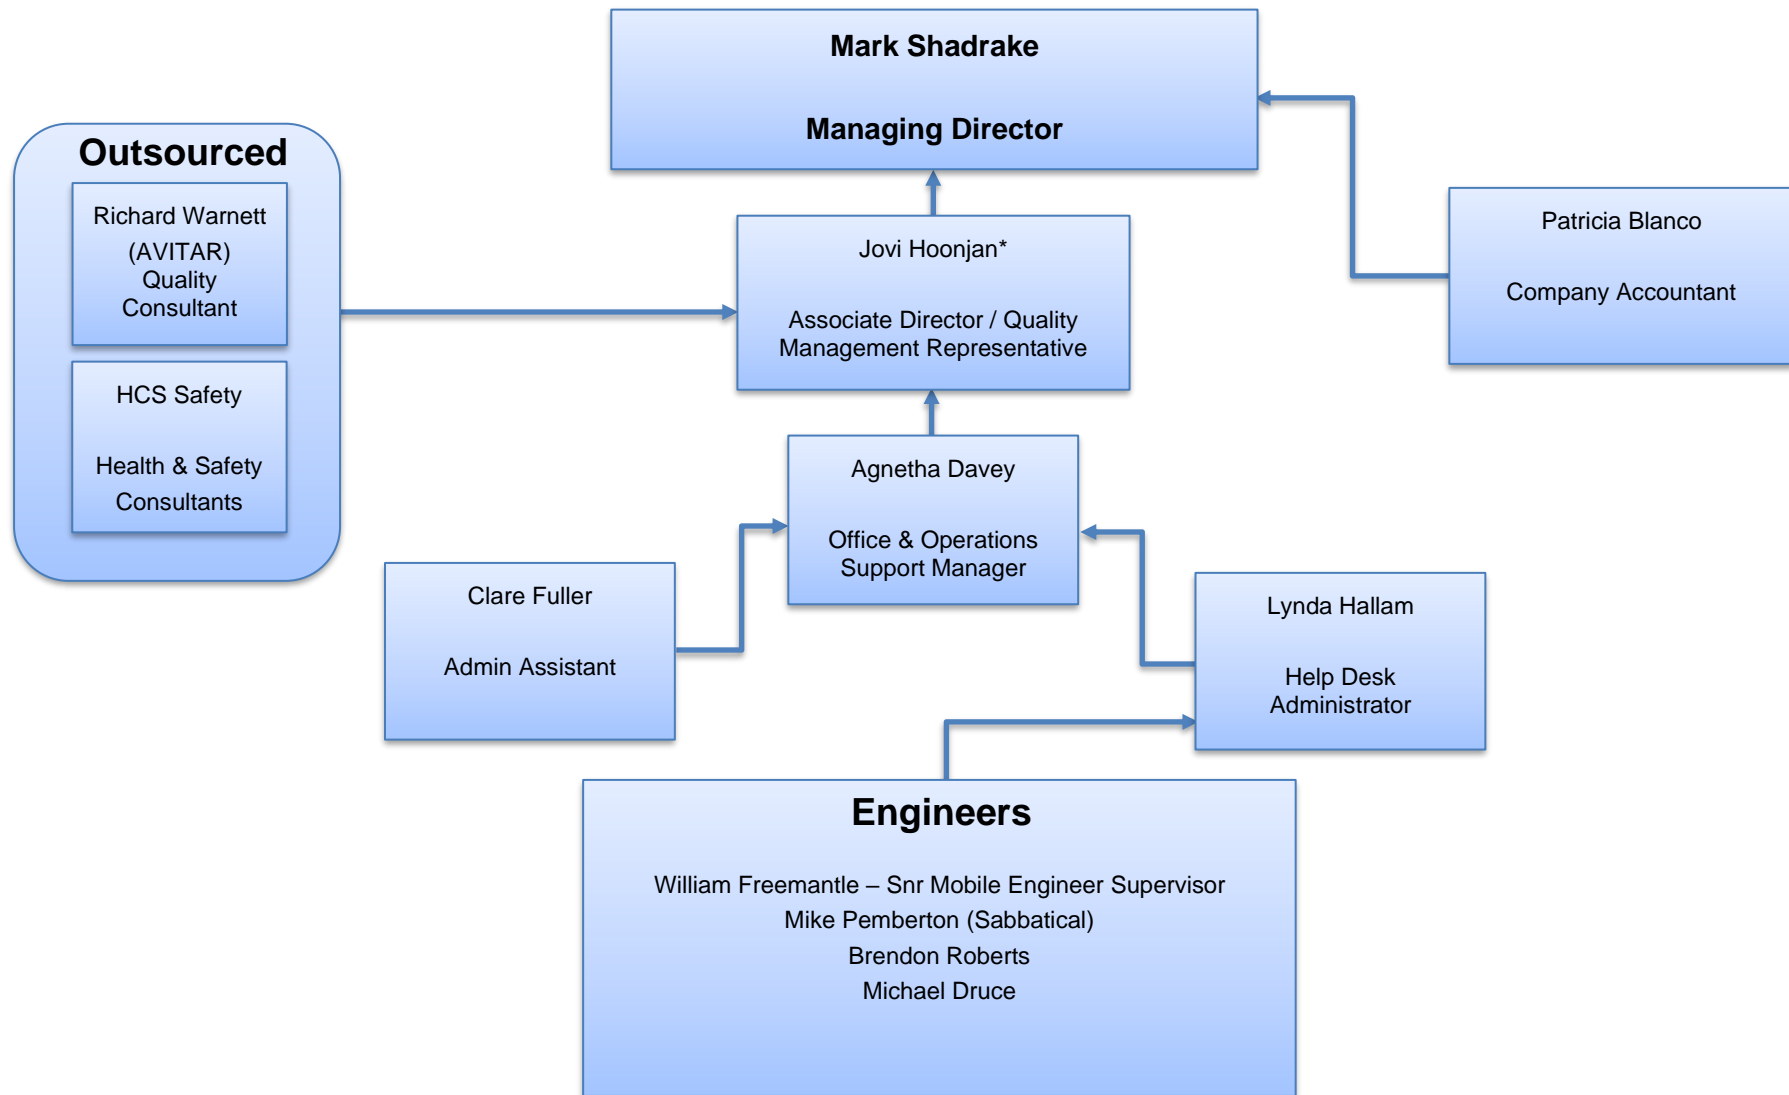 Mark Shadrake
Managing Director
Outsourced
Richard Warnett
(AVITAR)
Quality
Consultant
HCS Safety
Health & Safety
Consultants
Jovi Hoonjan*
Associate Director / Quality
Management Representative
Patricia Blanco
Company Accountant
Agnetha Davey
Office & Operations
Support Manager
Clare Fuller
Admin Assistant
Lynda Hallam
Help Desk
Administrator
Engineers
William Freemantle – Snr Mobile Engineer Supervisor
Mike Pemberton (Sabbatical)
Brendon Roberts
Michael Druce